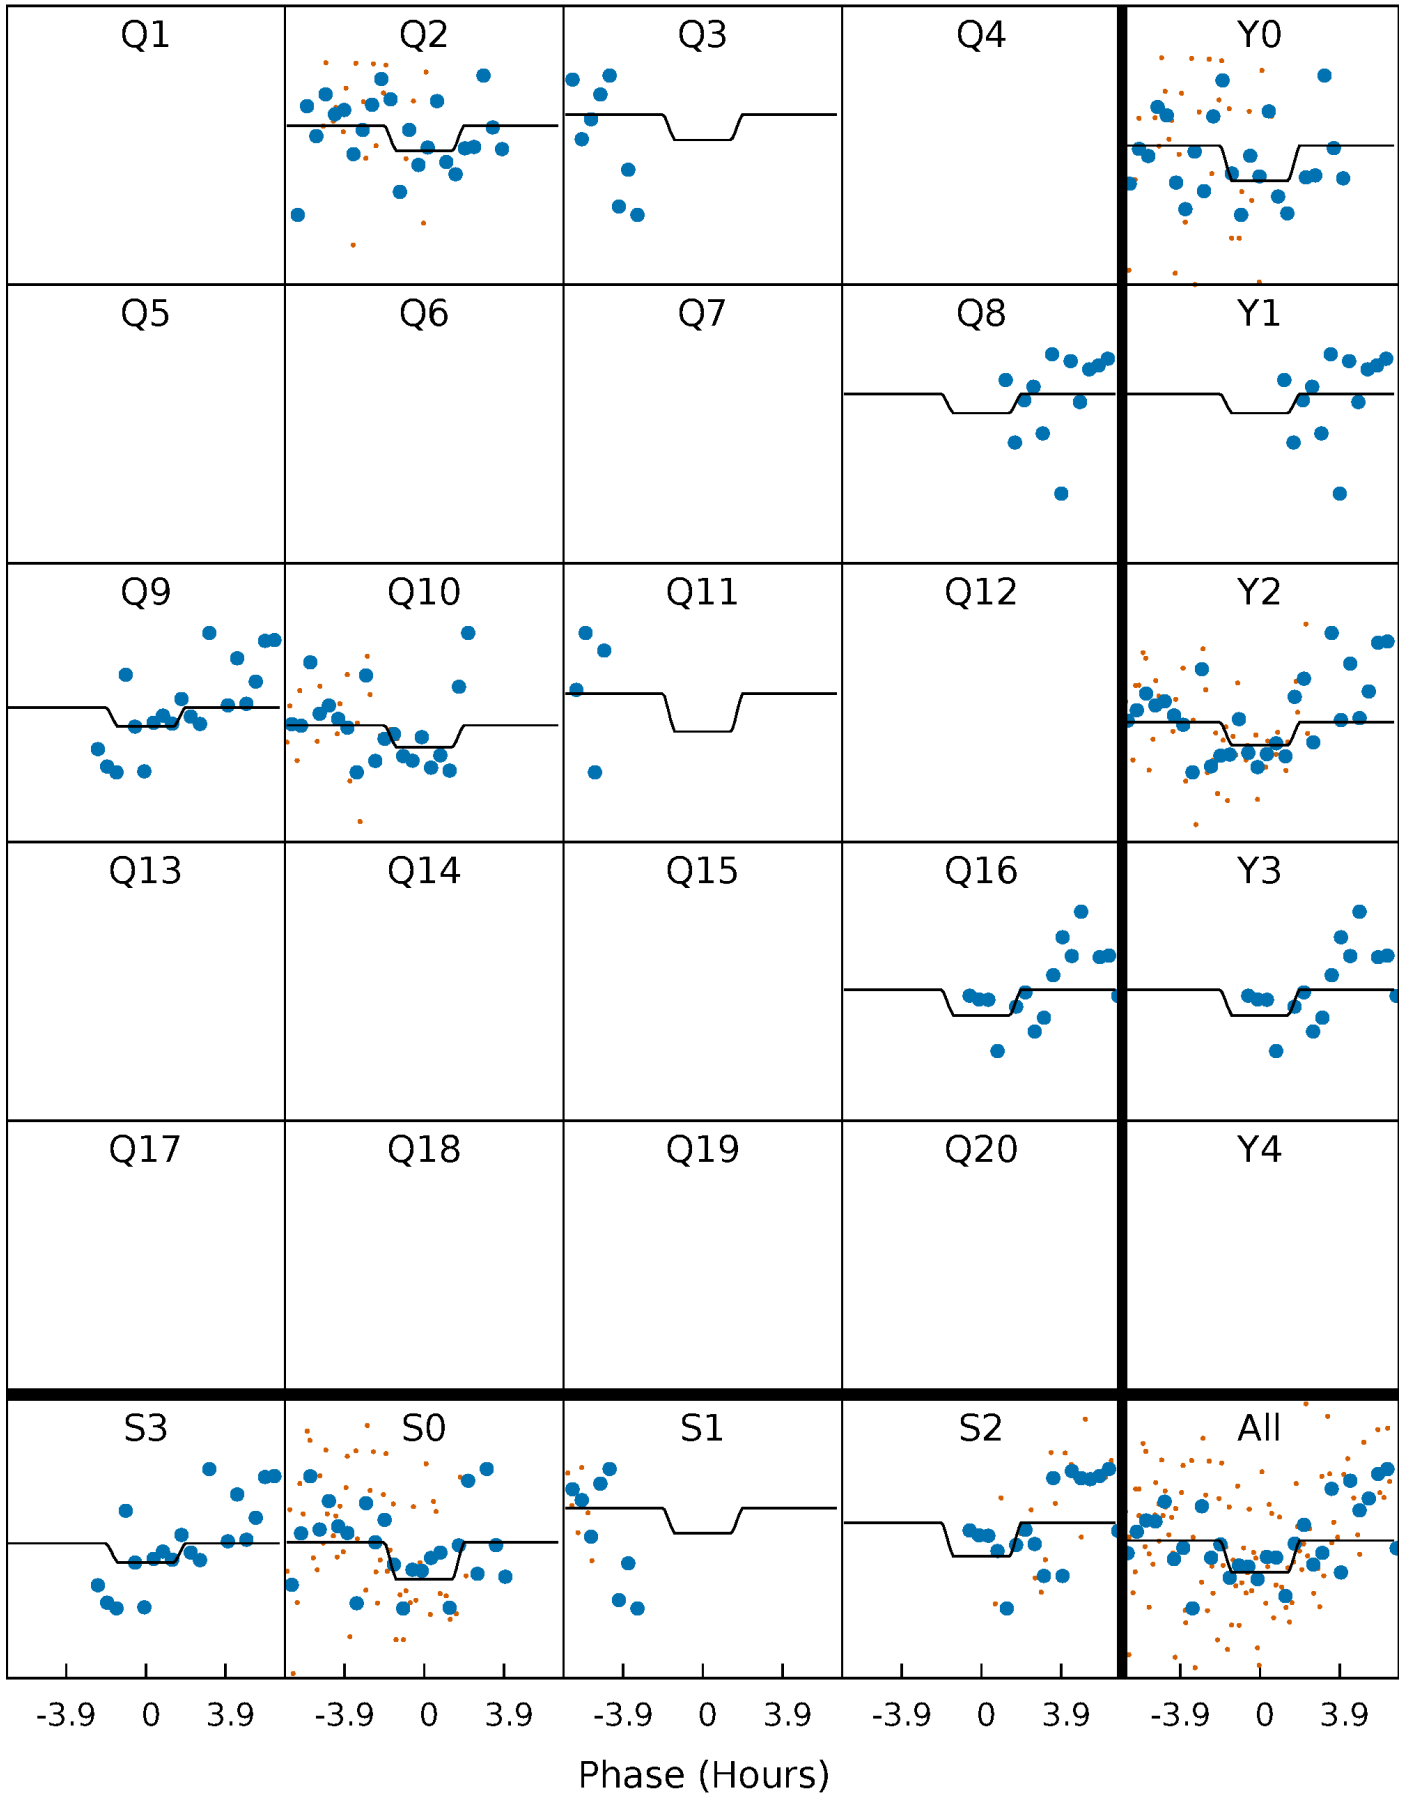 Q1 Q2 Q3 Q4 Y0
Q5 Q6 Q7 Q8 Y1
Q9 Q10 Q11 Q12 Y2
Q13 Q14 Q15 Q16 Y3
Q17 Q18 Q19 Q20 Y4
S3 S0 S1 S2 All
-3.9 0 3.9 -3.9 0 3.9 -3.9 0 3.9 -3.9 0 3.9 -3.9 0 3.9
Phase (Hours)